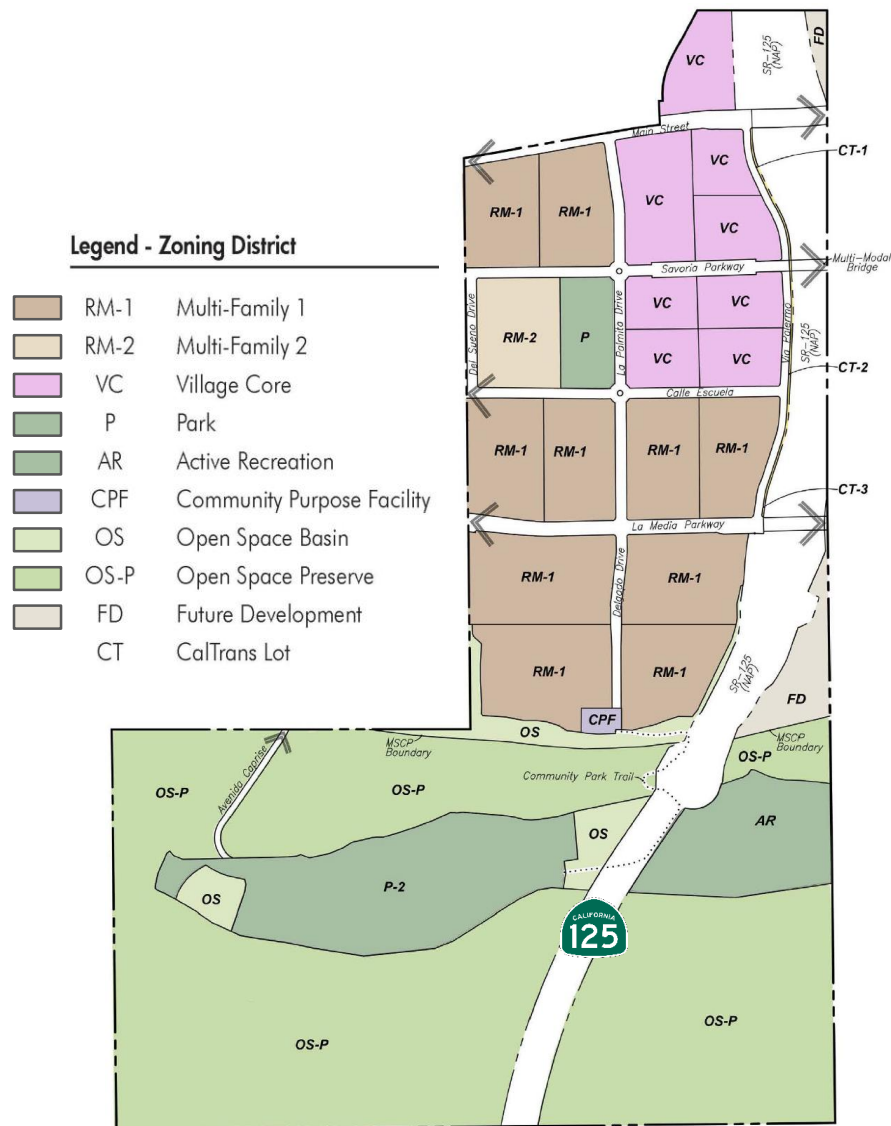 VC
SR-125
(NAP)
FD
Main Street
CT-1
RM-1 RM-1 VC VC
VC
Savoria Parkway
Multi-Modal
Bridge
Legend - Zoning District
RM-1 Multi-Family 1
RM-2 Multi-Family 2
VC Village Core
P Park
AR Active Recreation
CPF Community Purpose Facility
OS Open Space Basin
OS-P Open Space Preserve
FD Future Development
CT CalTrans Lot
Del Sueno Drive
RM-2
P
La Palmita Drive
VC VC
VC VC
Via Palermo
SR-125
(NAP)
CT-2
Calle Escuela
RM-1 RM-1 RM-1 RM-1
CT-3
La Media Parkway
RM-1 RM-1
Delgado Drive
RM-1 RM-1
SR-125
(NAP)
FD
CPF
OS
MSCP
Boundary
MSCP
Boundary
OS-P
Avenida Caprise
OS-P
OS-P
Community Park Trail
OS
AR
P-2
OS
CALIFORNIA
125
OS-P
OS-P